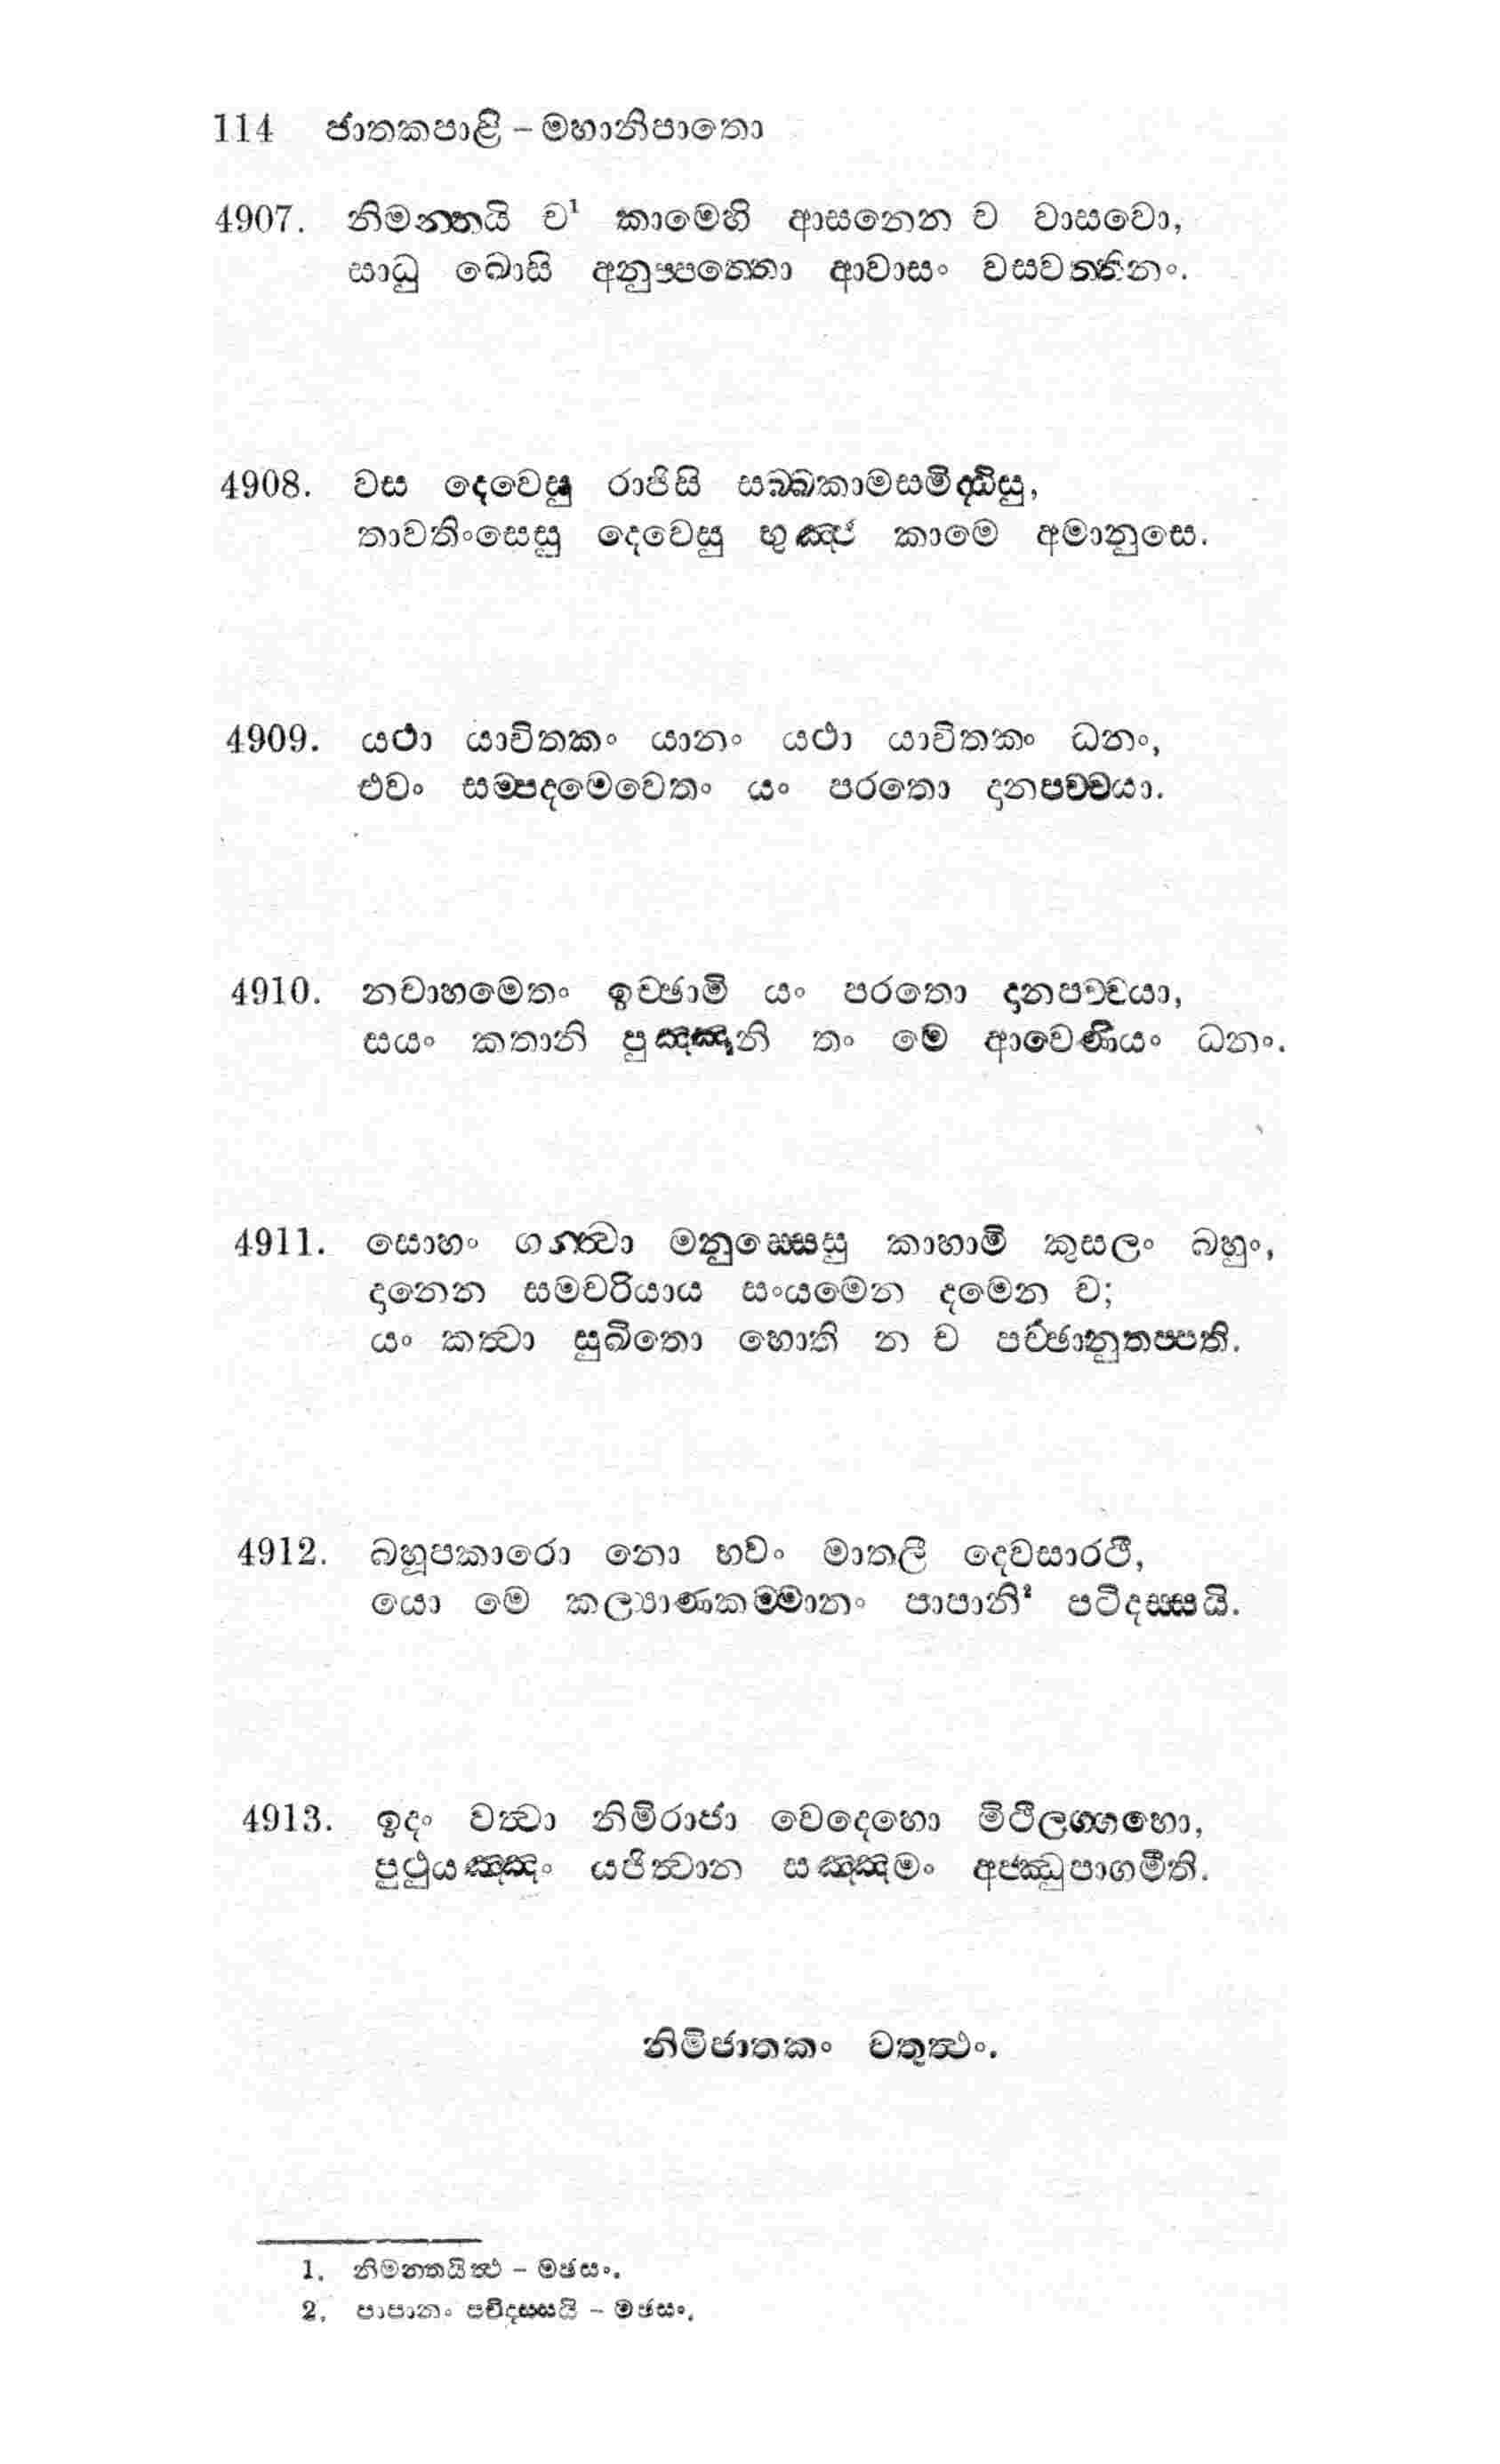 114 ජාතකපාළි – මහානිපාතො
4907. නිමන්තයි ච¹ කාමෙහි ආසනෙන ච වාසවො,
සාධු ඛොසි අනුප්පත්තො ආවාසං වසවත්තිනං.
4908. වස දෙවෙසු රාජිසි සබ්බකාමසමිද්ධිසු,
තාවතිංසෙසු දෙවෙසු භුඤ්ජ කාමෙ අමානුසෙ.
4909. යථා යාචිතකං යානං යථා යාචිතකං ධනං,
එවං සම්පදමෙවෙතං යං පරතො දානපච්චයා.
4910. නචාහමෙතං ඉච්ඡාමි යං පරතො දානපච්චයා,
සයං කතානි පුඤ්ඤානි තං මෙ ආවෙණියං ධනං.
4911. සොහං ගන්ත්වා මනුස්සෙසු කාහාමි කුසලං බහුං,
දානෙන සමචරියාය සංයමෙන දමෙන ච;
යං කත්වා සුඛිතො හොති න ච පච්ඡානුතප්පති.
4912. බහූපකාරො නො භවං මාතලී දෙවසාරථී,
යො මෙ කල්‍යාණකම්මානං පාපානි² පටිදස්සයි.
4913. ඉදං වත්වා නිමිරාජා වෙදෙහො මිථිලග්ගහො,
පුථුයඤ්ඤං යජිත්වාන සඤ්ඤමං අජ්ඣුපාගමීති.
නිමිජාතකං චතුත්ථං.
1. නිමන්තයිත්ථ – මඡසං.
2. පාපානං පටිදස්සයි – මඡසං.